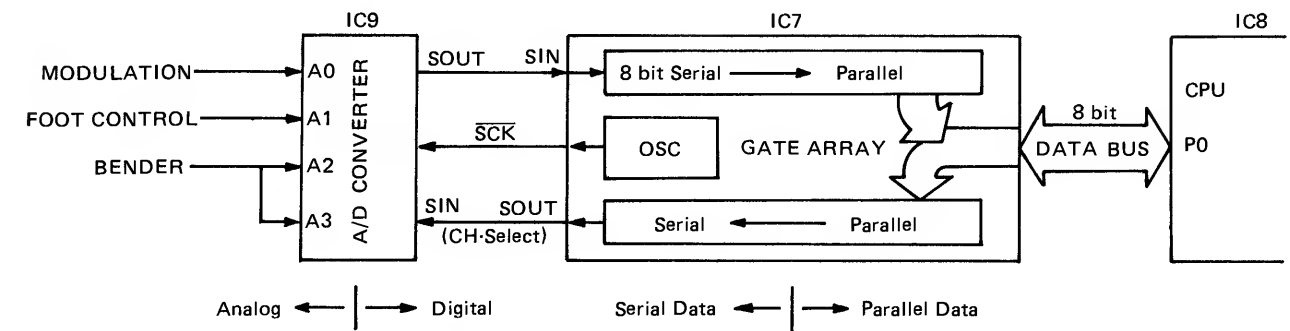 IC9
IC7
IC8
MODULATION
FOOT CONTROL
BENDER
A0
A1
A2
A3
A/D CONVERTER
SOUT
SIN
SCK
SIN
SOUT
(CH·Select)
8 bit Serial
Parallel
OSC
GATE ARRAY
Serial
Parallel
8 bit
DATA BUS
CPU
P0
Analog
Digital
Serial Data
Parallel Data